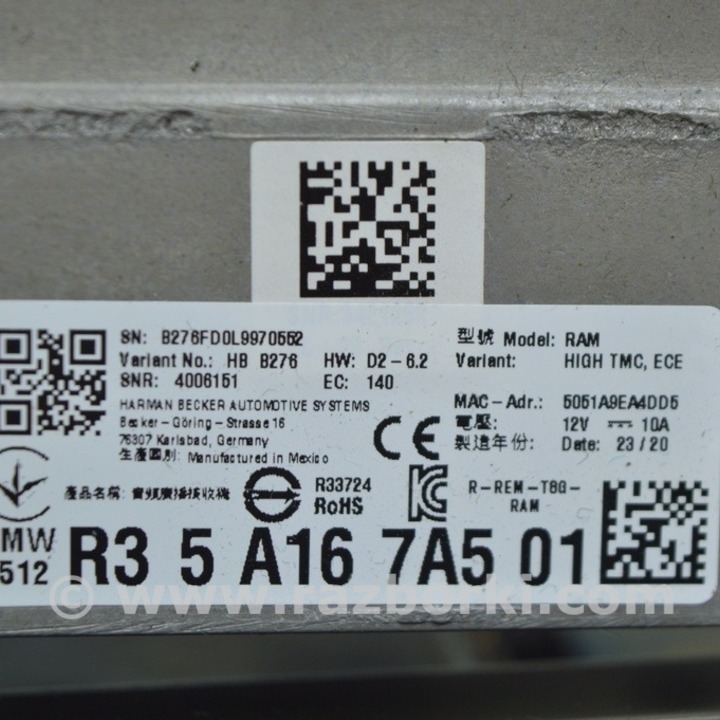 SN: B276FD0L9970552
Variant No.: HB B276 HW: D2-6.2
SNR: 4006151 EC: 140
HARMAN BECKER AUTOMOTIVE SYSTEMS
Becker-Göring-Strasse 16
76307 Karlsbad, Germany
生產國別: Manufactured in Mexico
型號 Model: RAM
Variant: HIGH TMC, ECE
MAC-Adr.: 5051A9EA4DD5
電壓: 12V 10A
製造年份: Date: 23/20
CE
產品名稱: 音頻廣播接收機
R33724
RoHS
R-REM-T8G-
RAM
MW
512
R3 5 A16 7A5 01
© www.razborki.com